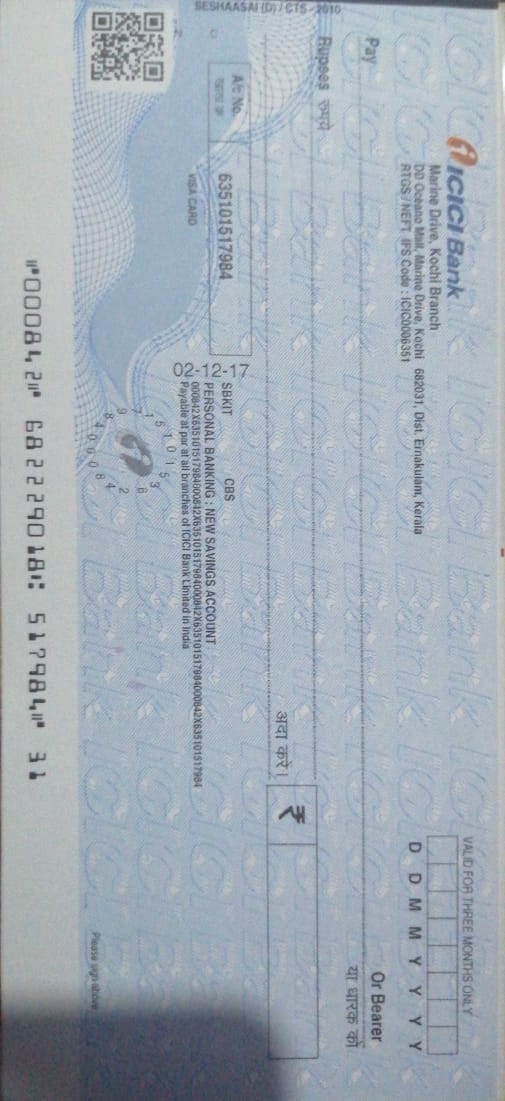 ICICI Bank
Marine Drive, Kochi Branch
DD Oceano Mall, Marine Drive, Kochi 682031, Dist. Ernakulam, Kerala
RTGS / NEFT IFS Code : ICIC0006351
VALID FOR THREE MONTHS ONLY
D D M M Y Y Y Y
Pay
Or Bearer
या धारक को
Rupees रुपये
अदा करें।
₹
A/c No.
635101517984
VISA CARD
02-12-17
SBKIT CBS
PERSONAL BANKING : NEW SAVINGS ACCOUNT
000842X635101517984000842X635101517984000842X635101517984000842X635101517984
Payable at par at all branches of ICICI Bank Limited in India
SESHAASAI (D) / CTS - 2010
Please sign above
⑈000842⑈ 682229018⑆ 517984⑈ 31